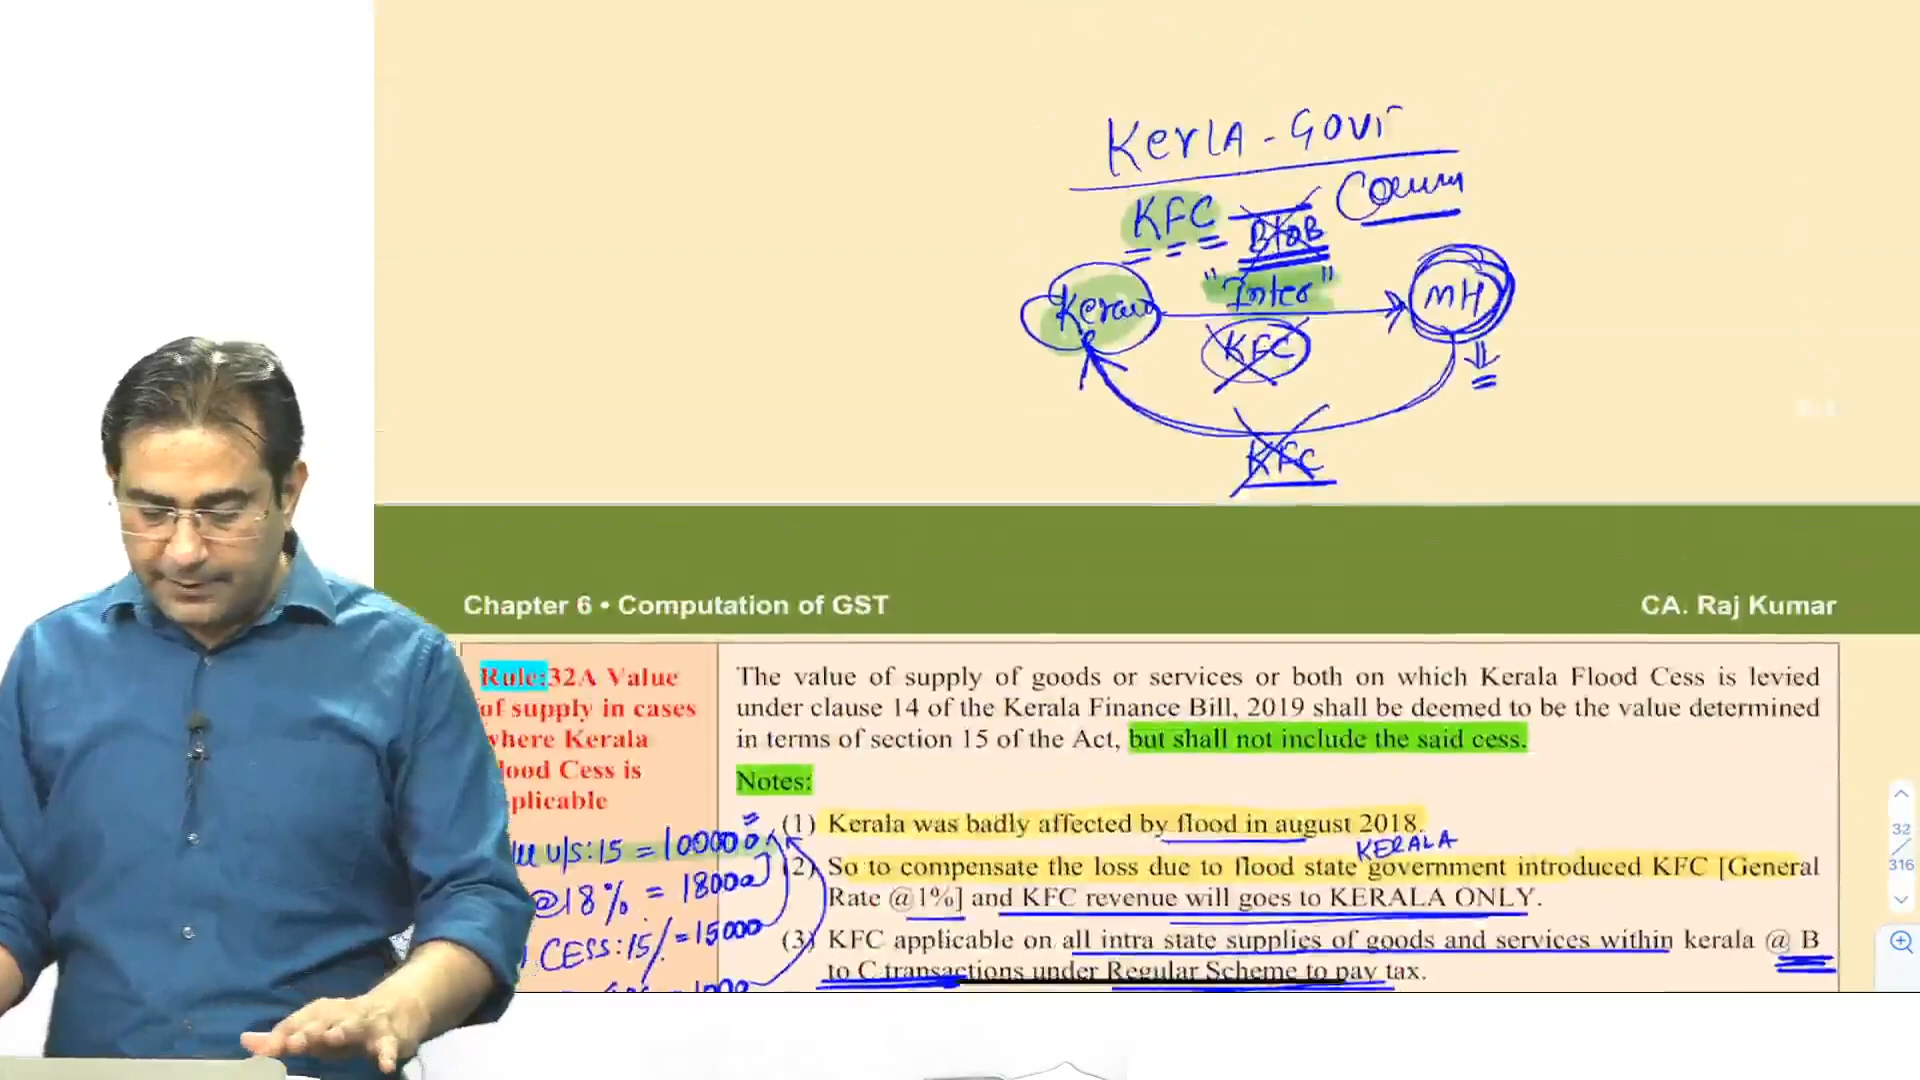 KerlA - Govt
KFC BtoB
Kerala "Inter" MH
KFC
KFC
Chapter 6 • Computation of GST CA. Raj Kumar
Rule:32A Value
of supply in cases
where Kerala
lood Cess is
plicable
The value of supply of goods or services or both on which Kerala Flood Cess is levied
under clause 14 of the Kerala Finance Bill, 2019 shall be deemed to be the value determined
in terms of section 15 of the Act, but shall not include the said cess.
Notes:
(1) Kerala was badly affected by flood in august 2018.
KERALA
(2) So to compensate the loss due to flood state government introduced KFC [General
Rate @1%] and KFC revenue will goes to KERALA ONLY.
(3) KFC applicable on all intra state supplies of goods and services within kerala @ B
to C transactions under Regular Scheme to pay tax.
u/s:15 = 100000
@18% = 18000
CESS:15% = 15000
= 1000
32
316